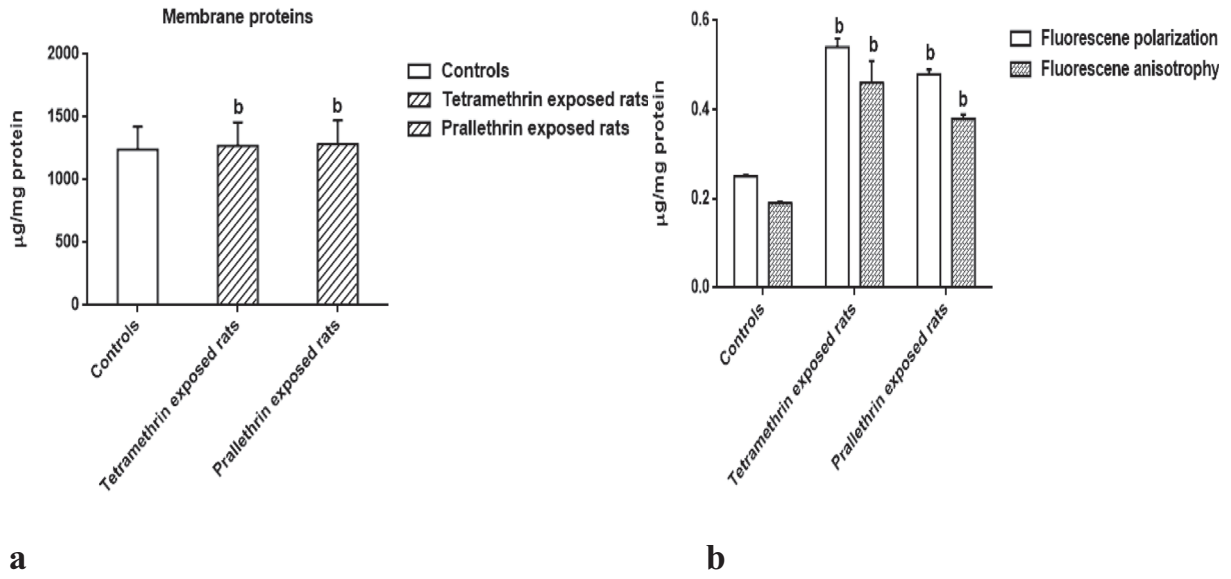 Membrane proteins
µg/mg protein
2000
1500
1000
500
0
b
b
Controls
Tetramethrin exposed rats
Prallethrin exposed rats
Controls
Tetramethrin exposed rats
Prallethrin exposed rats
a
µg/mg protein
0.6
0.4
0.2
0.0
b
b
b
b
Controls
Tetramethrin exposed rats
Prallethrin exposed rats
Fluorescene polarization
Fluorescene anisotrophy
b